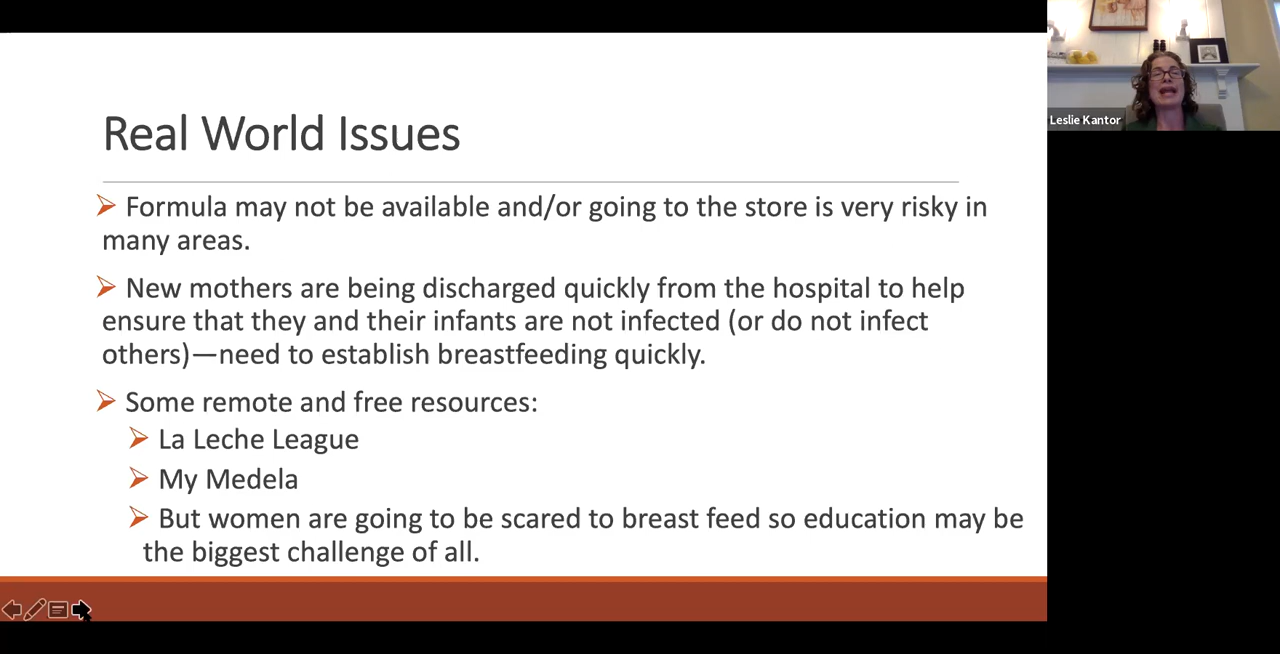 Real World Issues
Formula may not be available and/or going to the store is very risky in
many areas.
New mothers are being discharged quickly from the hospital to help
ensure that they and their infants are not infected (or do not infect
others)—need to establish breastfeeding quickly.
Some remote and free resources:
La Leche League
My Medela
But women are going to be scared to breast feed so education may be
the biggest challenge of all.
Leslie Kantor